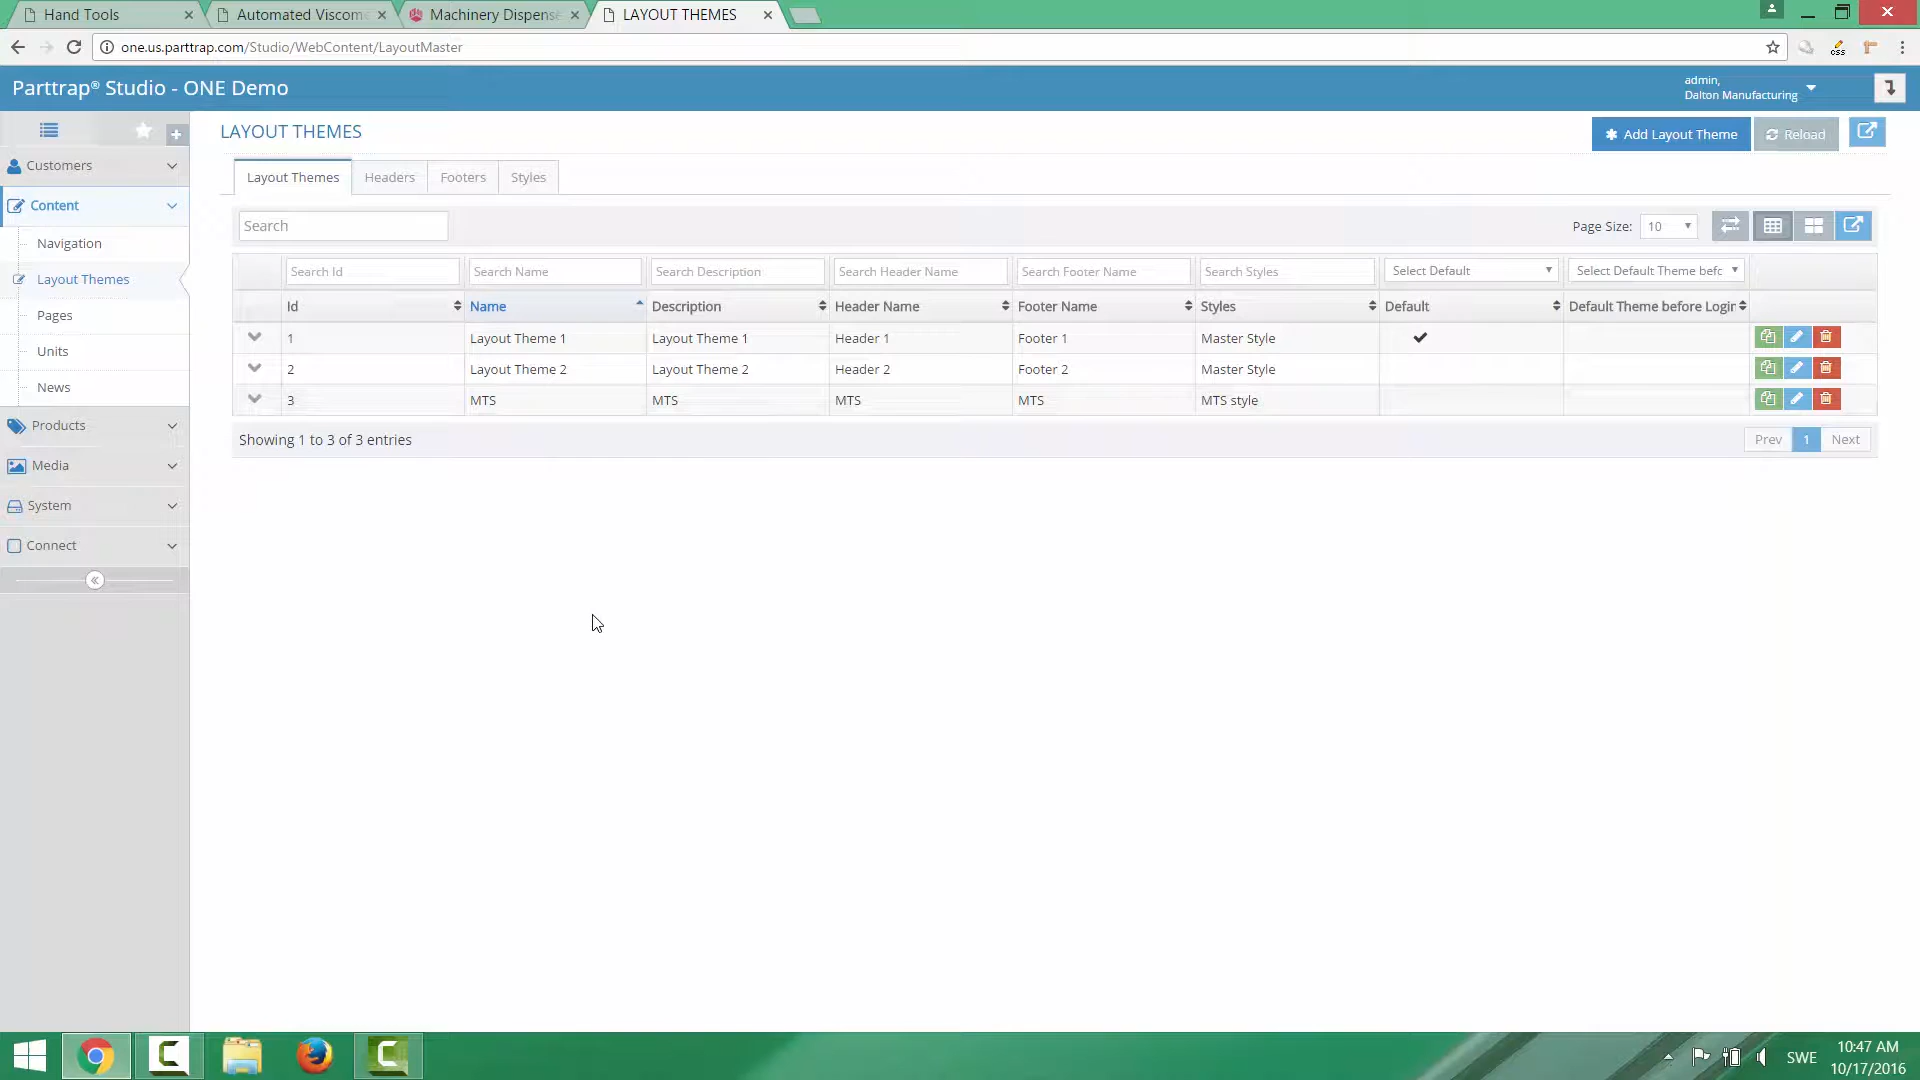 Hand Tools
Automated Viscom
Machinery Dispense
LAYOUT THEMES
one.us.parttrap.com/Studio/WebContent/LayoutMaster
css
Parttrap® Studio - ONE Demo
admin,
Dalton Manufacturing
Customers
Content
Navigation
Layout Themes
Pages
Units
News
Products
Media
System
Connect
LAYOUT THEMES
Add Layout Theme
Reload
Layout Themes Headers Footers Styles
Search
Page Size: 10
Search Id Search Name Search Description Search Header Name Search Footer Name Search Styles Select Default Select Default Theme befc
Id Name Description Header Name Footer Name Styles Default Default Theme before Login
1 Layout Theme 1 Layout Theme 1 Header 1 Footer 1 Master Style
2 Layout Theme 2 Layout Theme 2 Header 2 Footer 2 Master Style
3 MTS MTS MTS MTS MTS style
Showing 1 to 3 of 3 entries
Prev 1 Next
SWE
10:47 AM
10/17/2016